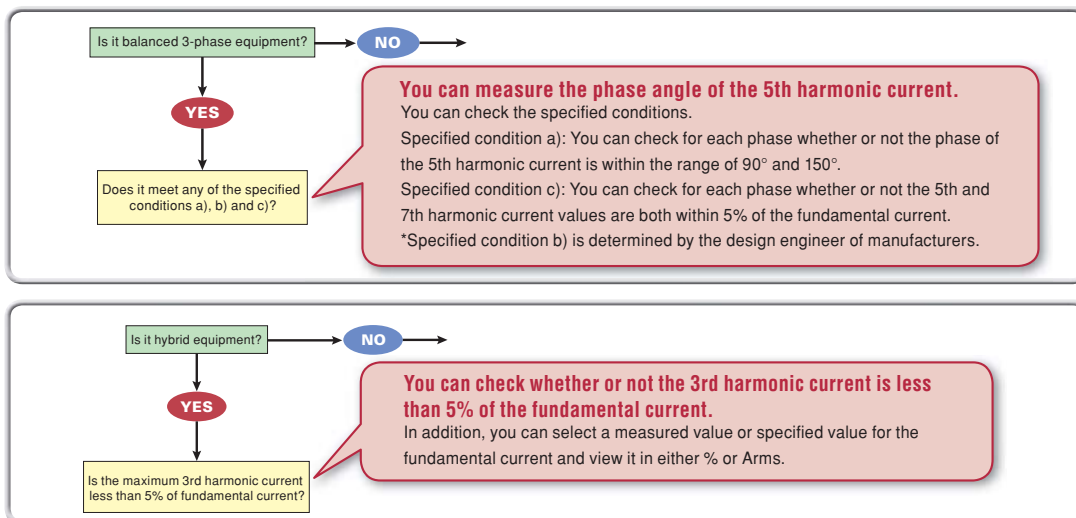 Is it balanced 3-phase equipment?
NO
YES
Does it meet any of the specified
conditions a), b) and c)?
You can measure the phase angle of the 5th harmonic current.
You can check the specified conditions.
Specified condition a): You can check for each phase whether or not the phase of
the 5th harmonic current is within the range of 90° and 150°.
Specified condition c): You can check for each phase whether or not the 5th and
7th harmonic current values are both within 5% of the fundamental current.
*Specified condition b) is determined by the design engineer of manufacturers.
Is it hybrid equipment?
NO
YES
Is the maximum 3rd harmonic current
less than 5% of fundamental current?
You can check whether or not the 3rd harmonic current is less
than 5% of the fundamental current.
In addition, you can select a measured value or specified value for the
fundamental current and view it in either % or Arms.